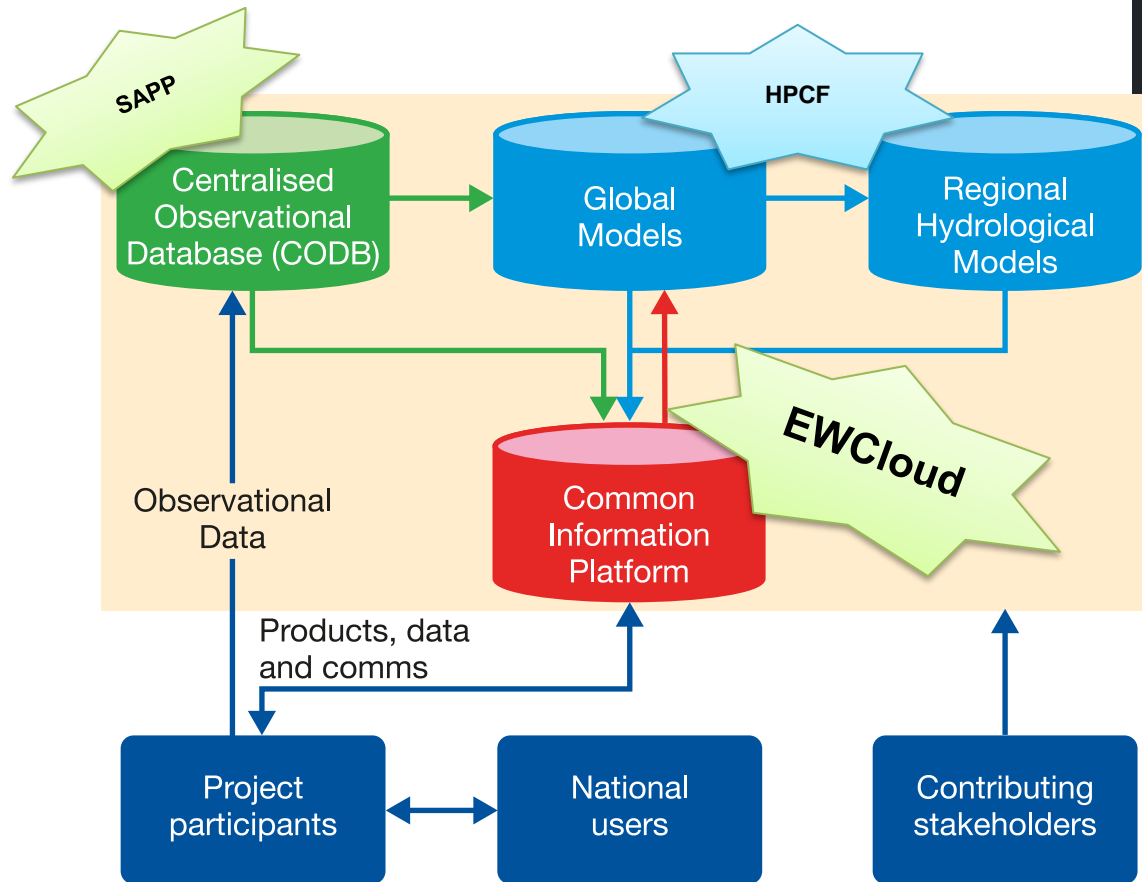 SAPP
HPCF
Centralised
Observational
Database (CODB)
Global
Models
Regional
Hydrological
Models
EWCloud
Common
Information
Platform
Observational
Data
Products, data
and comms
Project
participants
National
users
Contributing
stakeholders